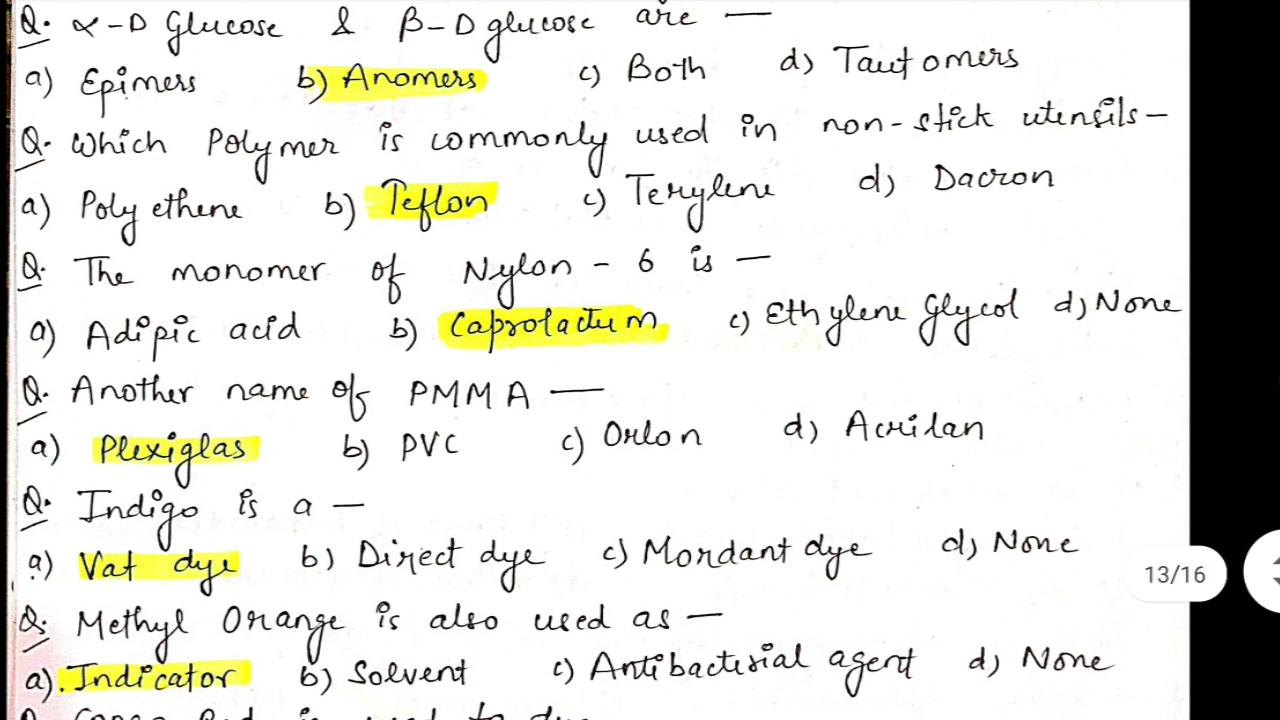 Q. α-D Glucose & β-D glucose are —
a) Epimers b) Anomers c) Both d) Tautomers
Q. Which Polymer is commonly used in non-stick utensils-
a) Poly ethene b) Teflon c) Terylene d) Dacron
Q. The monomer of Nylon - 6 is —
a) Adipic acid b) Caprolactum c) Ethylene Glycol d) None
Q. Another name of PMMA —
a) Plexiglas b) PVC c) Orlon d) Acrilan
Q. Indigo is a —
a) Vat dye b) Direct dye c) Mordant dye d) None
13/16
Q. Methyl Orange is also used as —
a). Indicator b) Solvent c) Antibacterial agent d) None